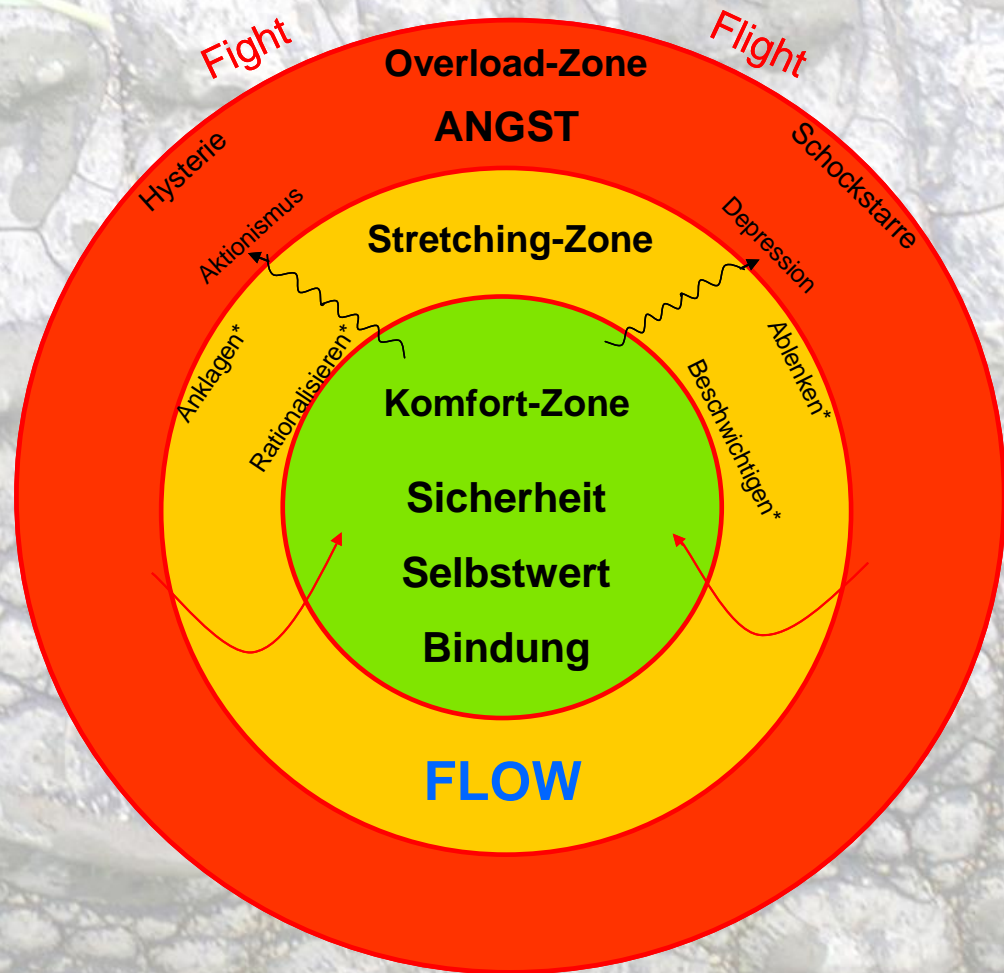 Fight
Flight
Overload-Zone
ANGST
Hysterie
Schockstarre
Aktionismus
Depression
Stretching-Zone
Anklagen*
Rationalisieren*
Beschwichtigen*
Ablenken*
Komfort-Zone
Sicherheit
Selbstwert
Bindung
FLOW